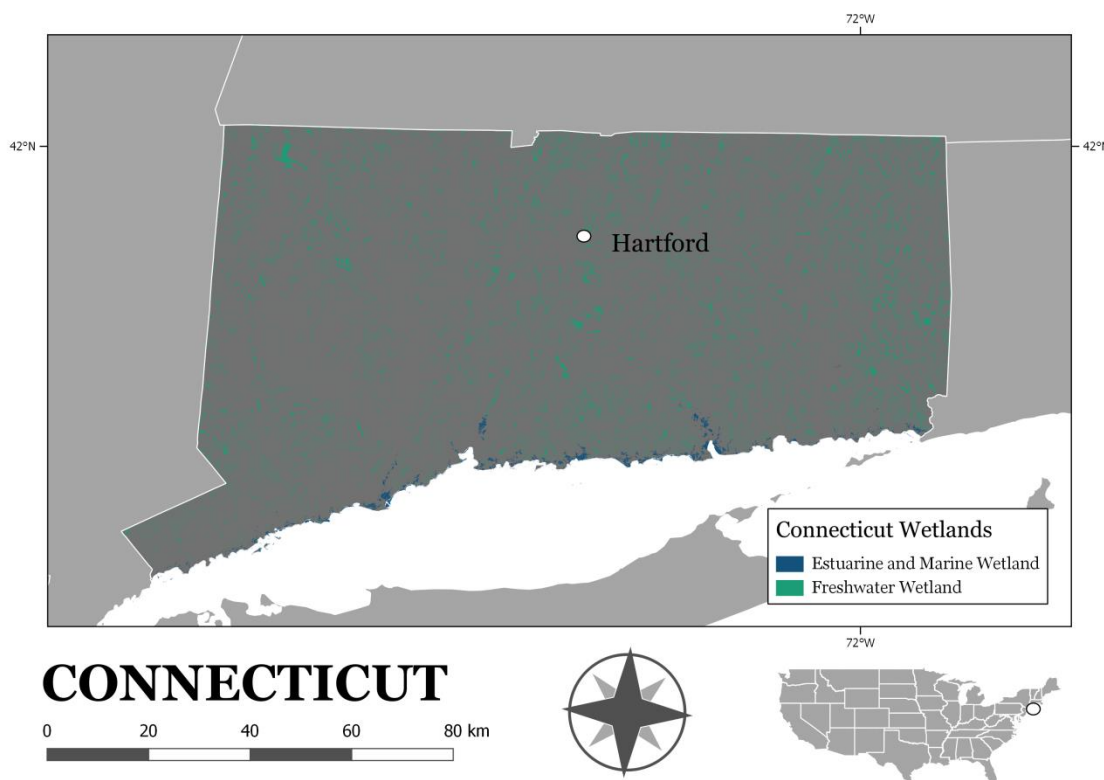 72°W
42°N
42°N
Hartford
Connecticut Wetlands
Estuarine and Marine Wetland
Freshwater Wetland
72°W
CONNECTICUT
0 20 40 60 80 km